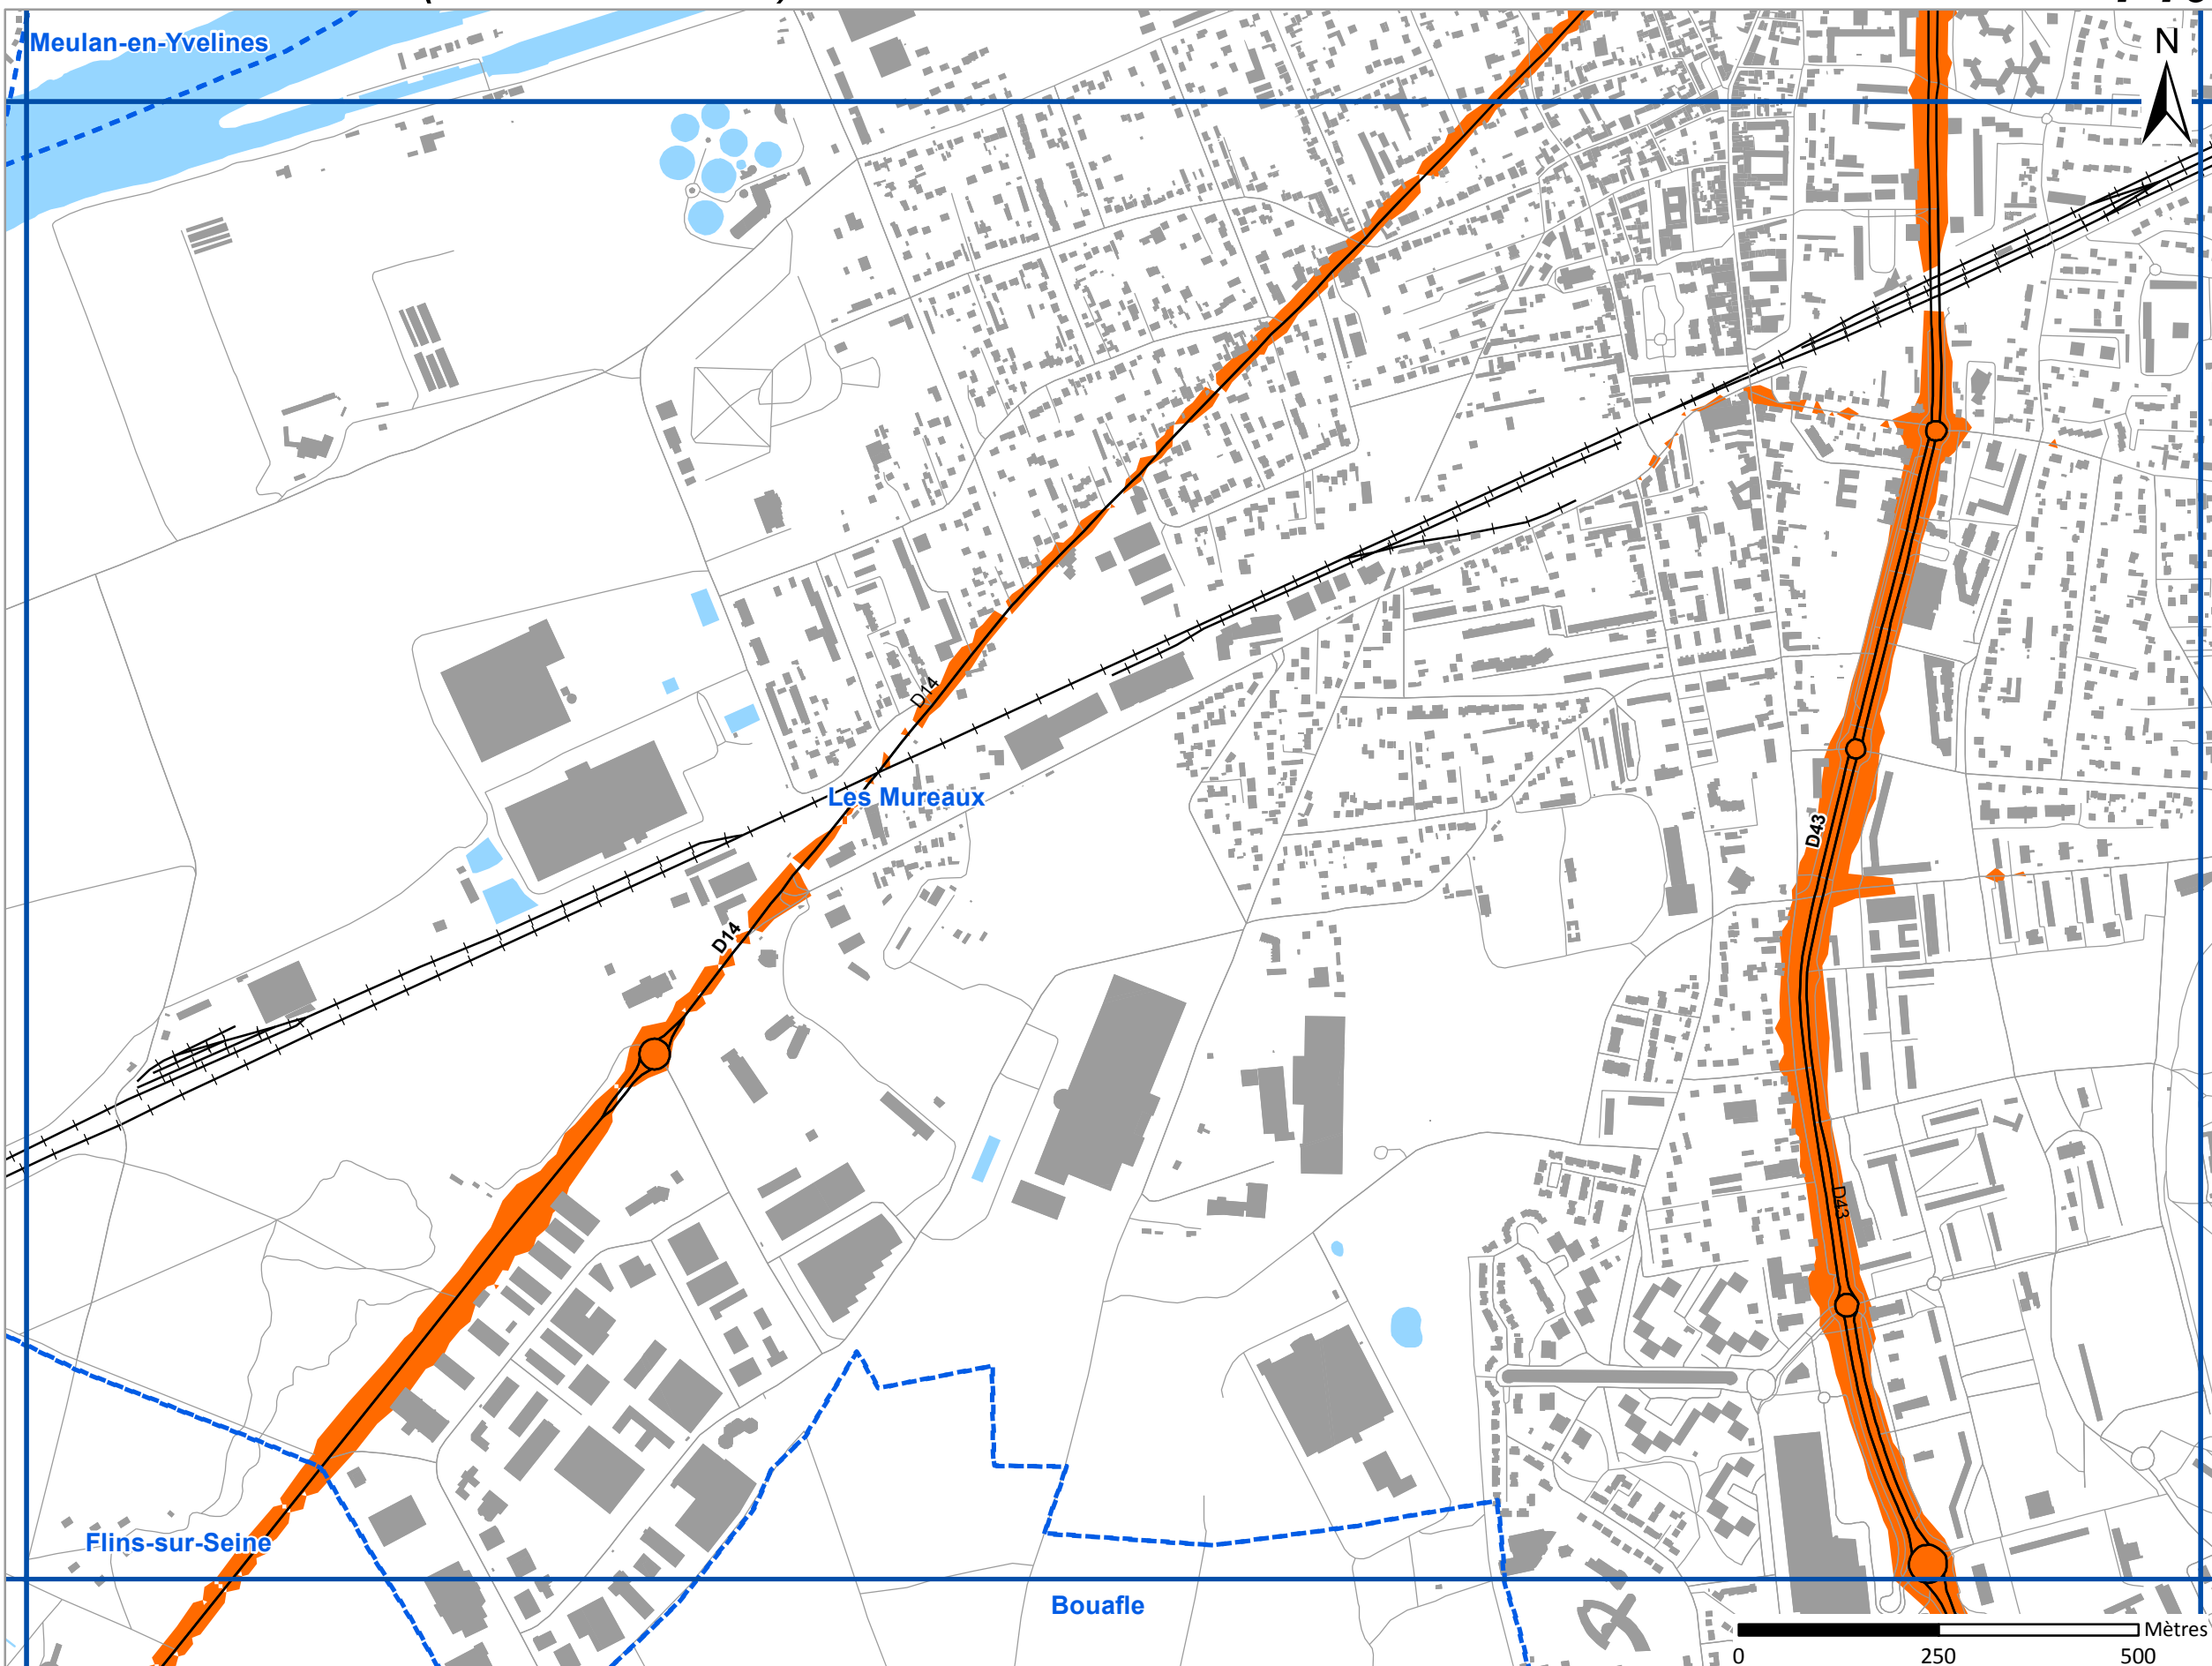 Meulan-en-Yvelines
N
D14
Les Mureaux
D43
D14
D43
Flins-sur-Seine
Bouafle
Mètres
0 250 500